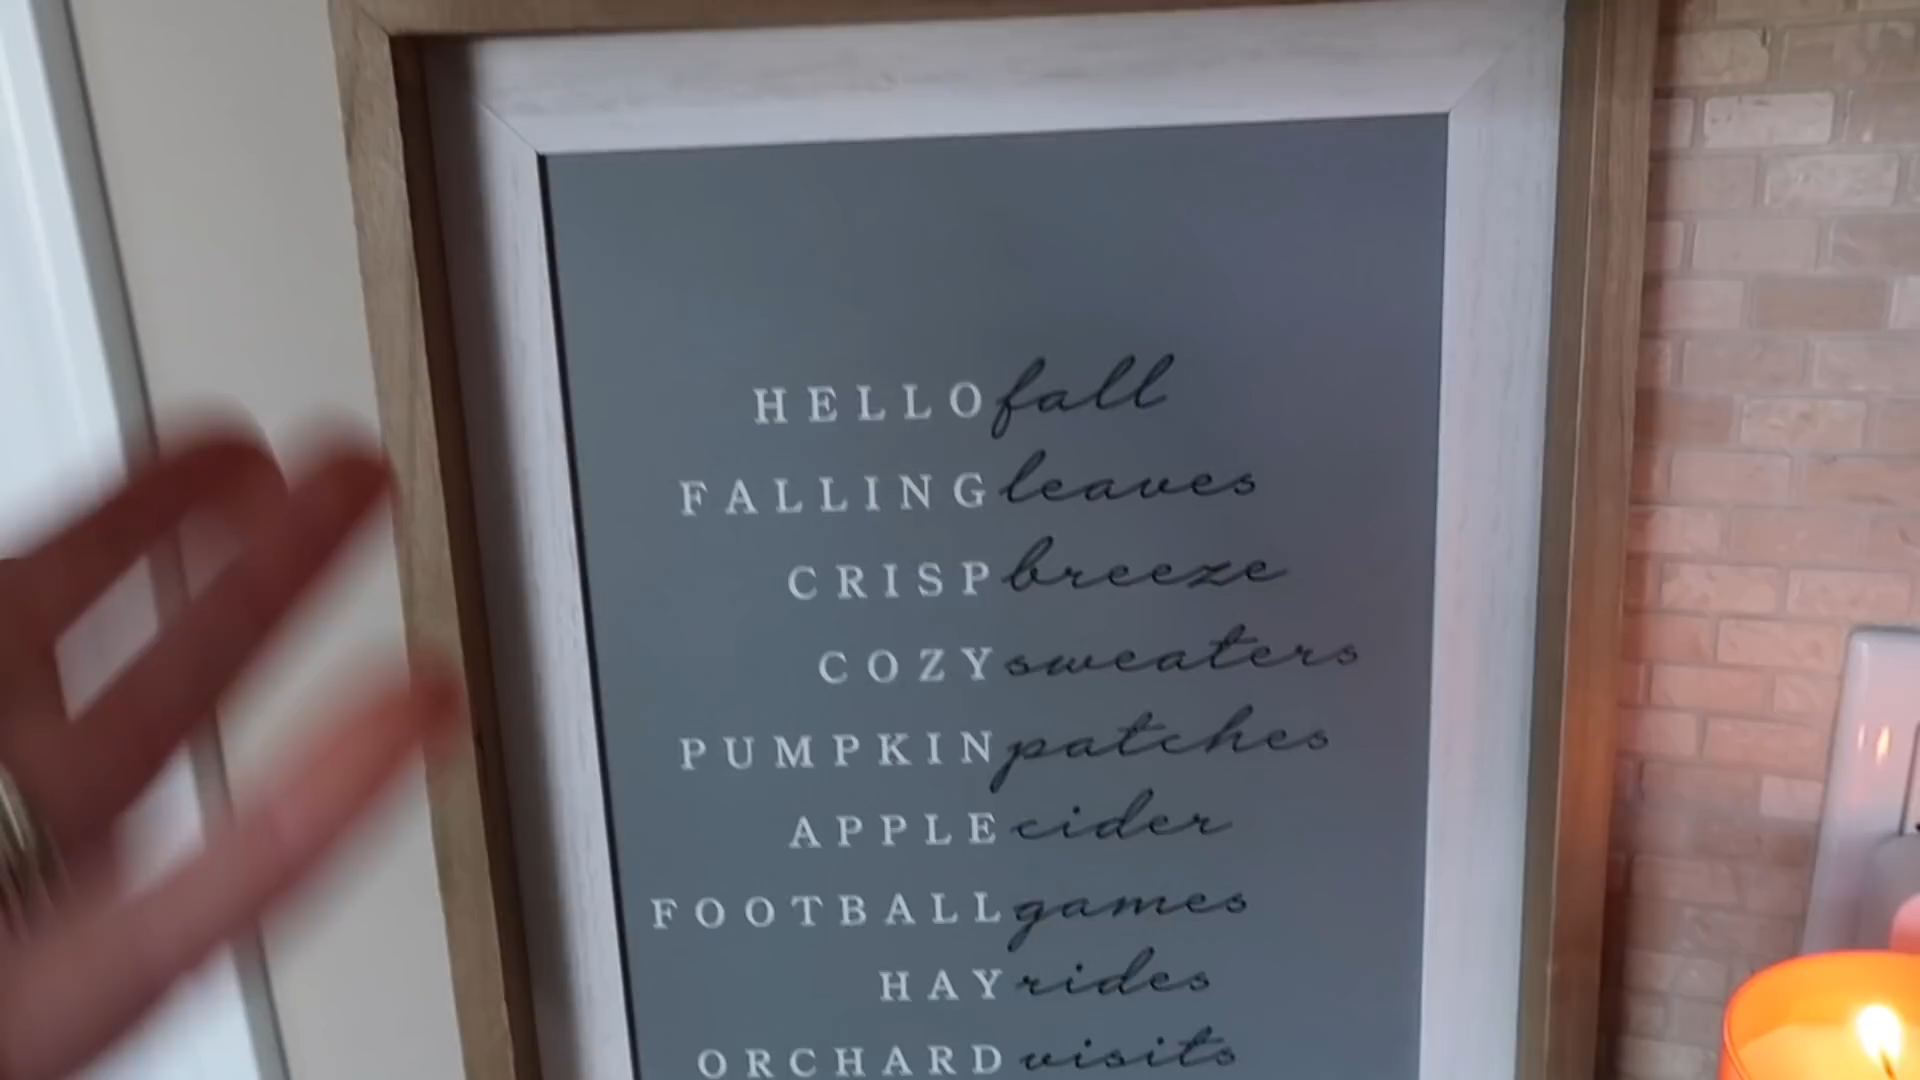 HELLO fall
FALLING leaves
CRISP breeze
COZY sweaters
PUMPKIN patches
APPLE cider
FOOTBALL games
HAY rides
ORCHARD visits